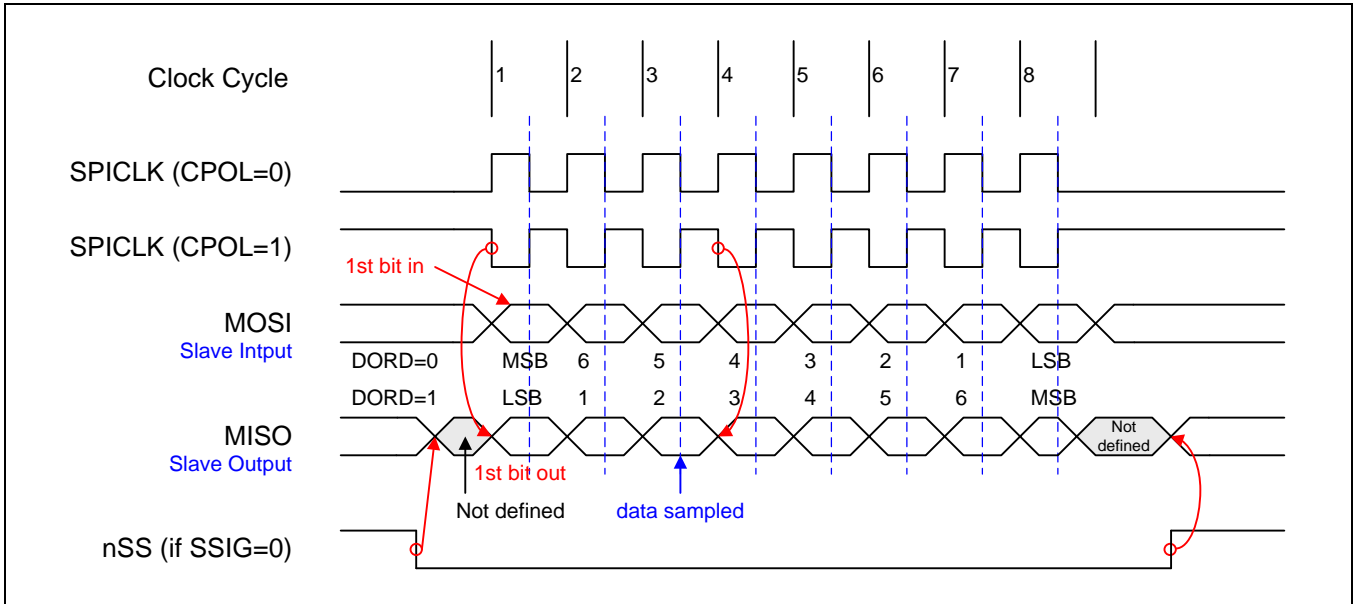 Clock Cycle
1 2 3 4 5 6 7 8
SPICLK (CPOL=0)
SPICLK (CPOL=1)
1st bit in
MOSI
Slave Intput
DORD=0 MSB 6 5 4 3 2 1 LSB
DORD=1 LSB 1 2 3 4 5 6 MSB
MISO
Slave Output
Not
defined
1st bit out
Not defined
data sampled
nSS (if SSIG=0)